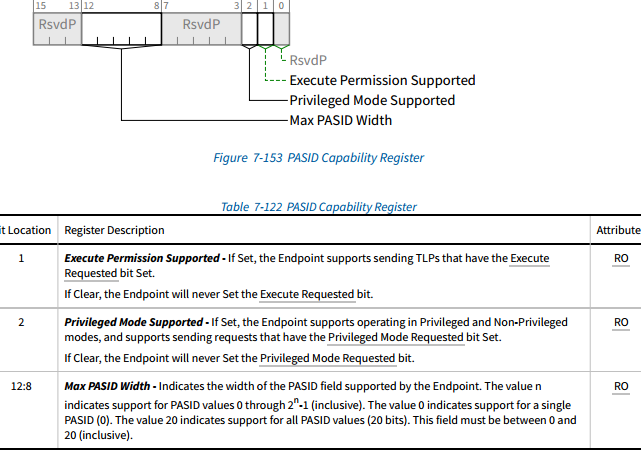 15 13 12 8 7 3 2 1 0
RsvdP RsvdP
RsvdP
Execute Permission Supported
Privileged Mode Supported
Max PASID Width
Figure 7-153 PASID Capability Register
Table 7-122 PASID Capability Register
it Location Register Description Attribute
1 Execute Permission Supported - If Set, the Endpoint supports sending TLPs that have the Execute RO
Requested bit Set.
If Clear, the Endpoint will never Set the Execute Requested bit.
2 Privileged Mode Supported - If Set, the Endpoint supports operating in Privileged and Non-Privileged RO
modes, and supports sending requests that have the Privileged Mode Requested bit Set.
If Clear, the Endpoint will never Set the Privileged Mode Requested bit.
12:8 Max PASID Width - Indicates the width of the PASID field supported by the Endpoint. The value n RO
indicates support for PASID values 0 through 2^n-1 (inclusive). The value 0 indicates support for a single
PASID (0). The value 20 indicates support for all PASID values (20 bits). This field must be between 0 and
20 (inclusive).